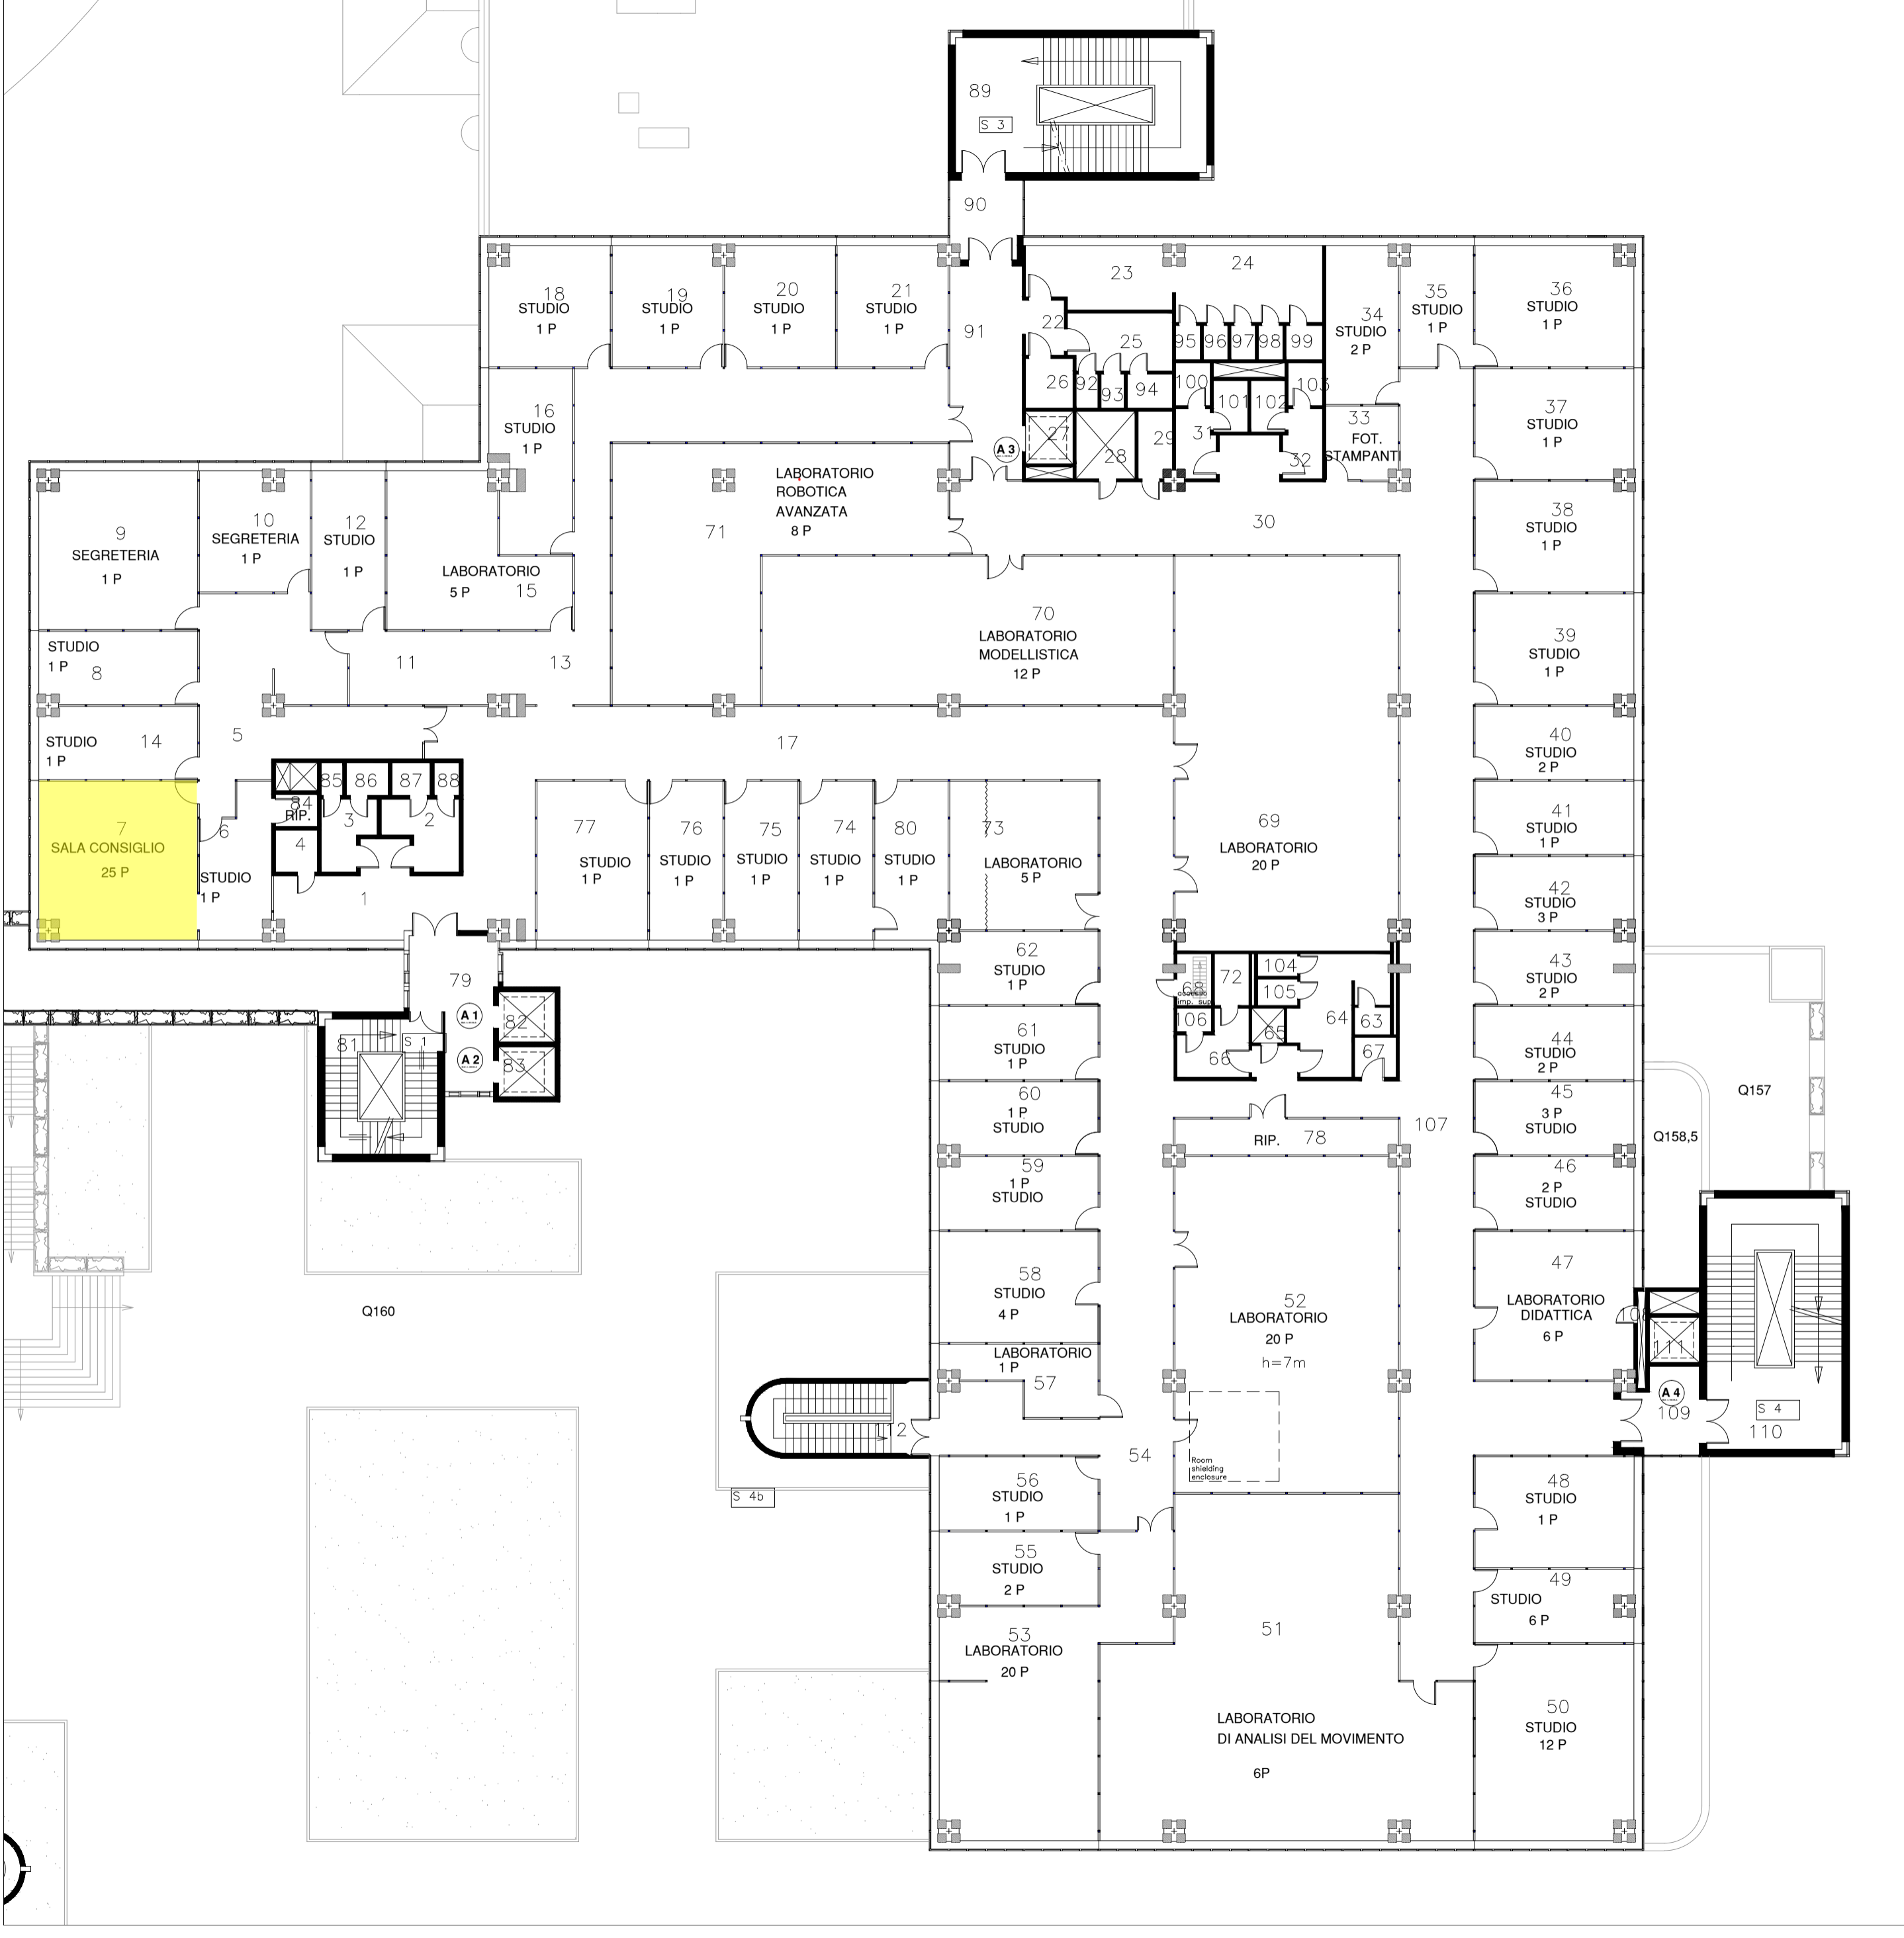 89
S 3
90
18
STUDIO
1 P
19
STUDIO
1 P
20
STUDIO
1 P
21
STUDIO
1 P
91
22
23
24
25
26
92
93
94
95
96
97
98
99
100
101
102
103
27
28
29
31
32
A 3
30
34
STUDIO
2 P
33
FOT.
STAMPANTI
35
STUDIO
1 P
36
STUDIO
1 P
37
STUDIO
1 P
38
STUDIO
1 P
39
STUDIO
1 P
40
STUDIO
2 P
41
STUDIO
1 P
42
STUDIO
3 P
43
STUDIO
2 P
44
STUDIO
2 P
45
3 P
STUDIO
46
2 P
STUDIO
47
LABORATORIO
DIDATTICA
6 P
16
STUDIO
1 P
9
SEGRETERIA
1 P
10
SEGRETERIA
1 P
12
STUDIO
1 P
LABORATORIO
5 P
15
LABORATORIO
ROBOTICA
AVANZATA
8 P
71
70
LABORATORIO
MODELLISTICA
12 P
STUDIO
1 P
8
11
13
STUDIO
14
1 P
5
17
7
SALA CONSIGLIO
25 P
6
STUDIO
1 P
84
RIP.
85
86
87
88
3
2
4
1
77
STUDIO
1 P
76
STUDIO
1 P
75
STUDIO
1 P
74
STUDIO
1 P
80
STUDIO
1 P
73
LABORATORIO
5 P
69
LABORATORIO
20 P
79
A 1
A 2
82
83
81
S 1
62
STUDIO
1 P
61
STUDIO
1 P
60
1 P
STUDIO
59
1 P
STUDIO
58
STUDIO
4 P
LABORATORIO
1 P
57
68
72
104
105
106
65
66
64
63
67
107
RIP.
78
52
LABORATORIO
20 P
h=7m
Room
shielding
enclosure
54
Q157
Q158,5
Q160
111
A 4
109
S 4
110
12
S 4b
56
STUDIO
1 P
55
STUDIO
2 P
53
LABORATORIO
20 P
51
LABORATORIO
DI ANALISI DEL MOVIMENTO
6P
48
STUDIO
1 P
49
STUDIO
6 P
50
STUDIO
12 P